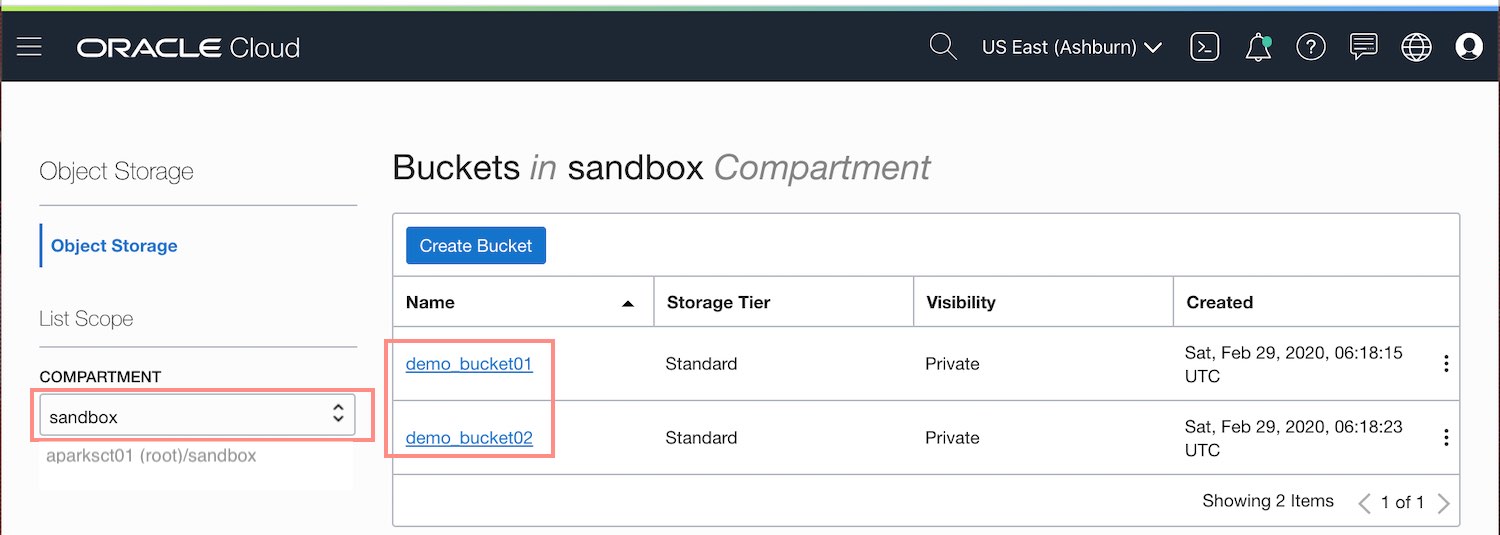 ORACLE Cloud
US East (Ashburn)
Object Storage
Object Storage
List Scope
COMPARTMENT
sandbox
aparksct01 (root)/sandbox
Buckets in sandbox Compartment
Create Bucket
Name Storage Tier Visibility Created
demo_bucket01 Standard Private Sat, Feb 29, 2020, 06:18:15
UTC
demo_bucket02 Standard Private Sat, Feb 29, 2020, 06:18:23
UTC
Showing 2 Items 1 of 1